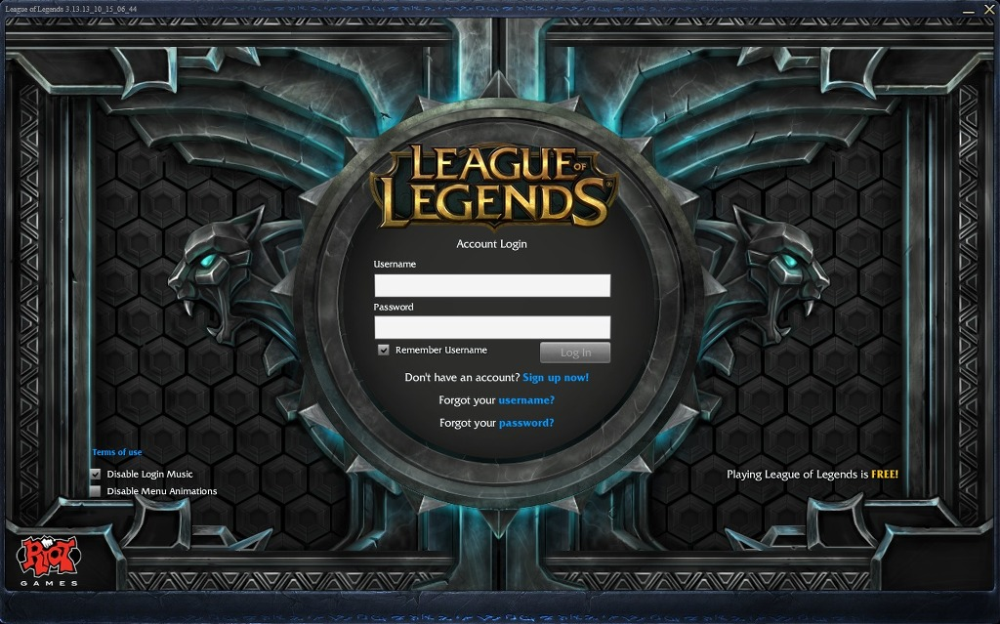 League of Legends 3.13.13_10_15_06_44
LEAGUE OF
LEGENDS®
Account Login
Username
Password
Remember Username
Log In
Don't have an account? Sign up now!
Forgot your username?
Forgot your password?
Terms of use
Disable Login Music
Disable Menu Animations
Playing League of Legends is FREE!
RIOT
GAMES